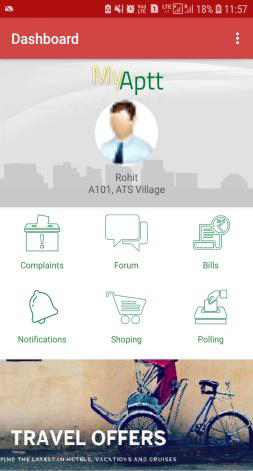 18% 11:57
Dashboard
MyAptt
Rohit
A101, ATS Village
Complaints
Forum
Bills
Notifications
Shoping
Polling
TRAVEL OFFERS
FIND THE LATEST IN HOTELS, VACATIONS AND CRUISES